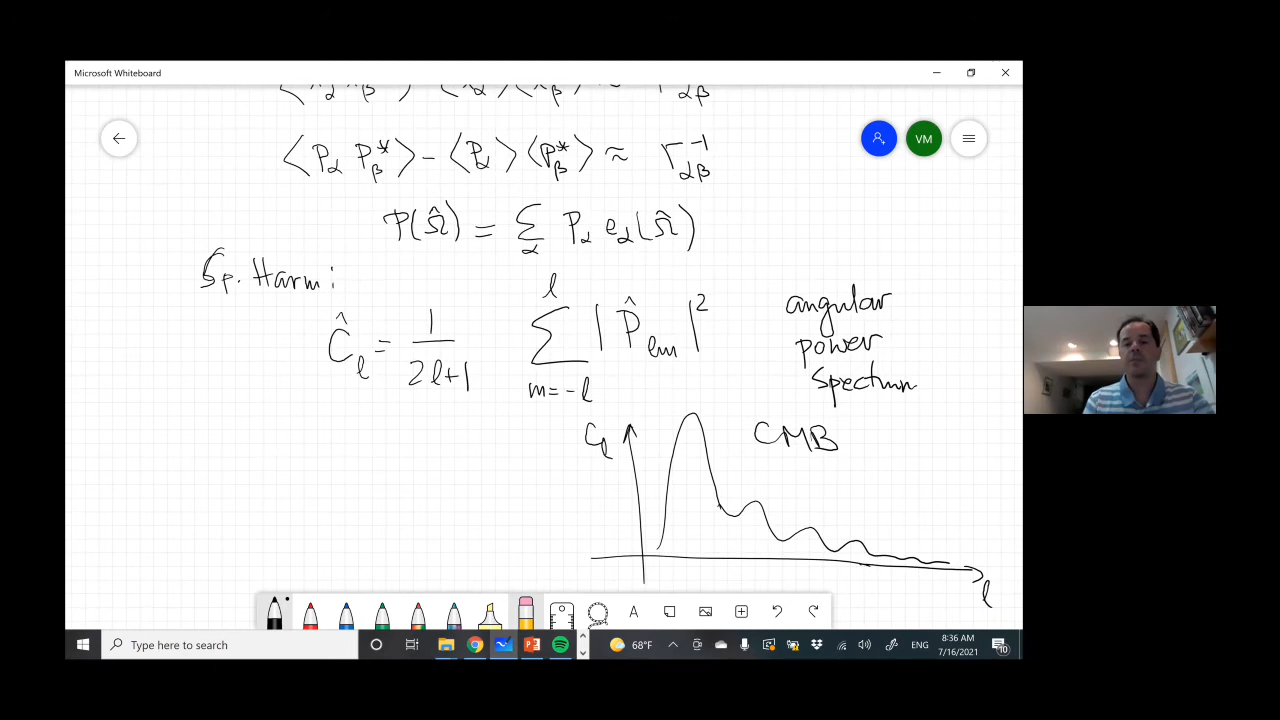 Microsoft Whiteboard
VM
⟨P_α P_β^*⟩ – ⟨P_α⟩⟨P_β^*⟩ ≈ Γ_{αβ}^{-1}
P(Ω̂) = Σ_α P_α e_α(Ω̂)
Sp. Harm:
Ĉ_l = 1/(2l+1) Σ_{m=-l}^{l} |P̂_{lm}|^2
angular
power
spectrum
C_l
CMB
l
A
Type here to search
68°F
ENG
8:36 AM
7/16/2021
10